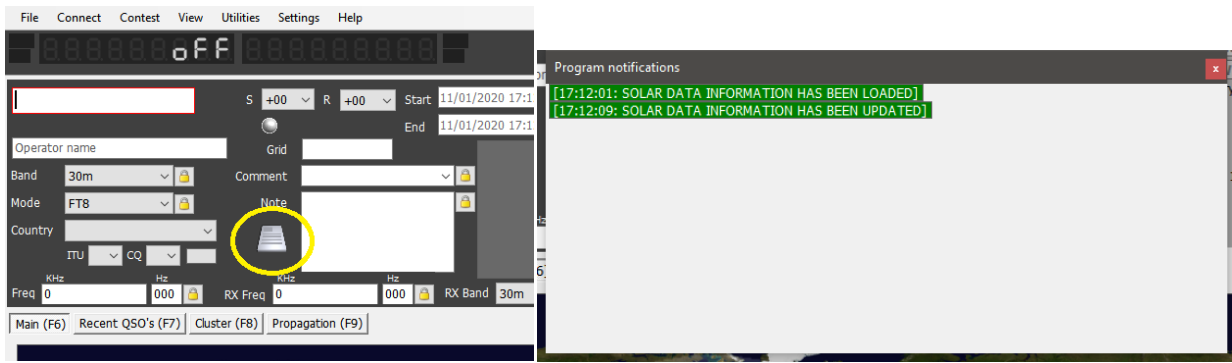 File Connect Contest View Utilities Settings Help
oFF
S +00 R +00 Start 11/01/2020 17:1
End 11/01/2020 17:1
Operator name
Grid
Band 30m Comment
Mode FT8 Note
Country
ITU CQ
KHz Hz KHz Hz
Freq 0 000 RX Freq 0 000 RX Band 30m
Main (F6) Recent QSO's (F7) Cluster (F8) Propagation (F9)
Program notifications x
[17:12:01: SOLAR DATA INFORMATION HAS BEEN LOADED]
[17:12:09: SOLAR DATA INFORMATION HAS BEEN UPDATED]